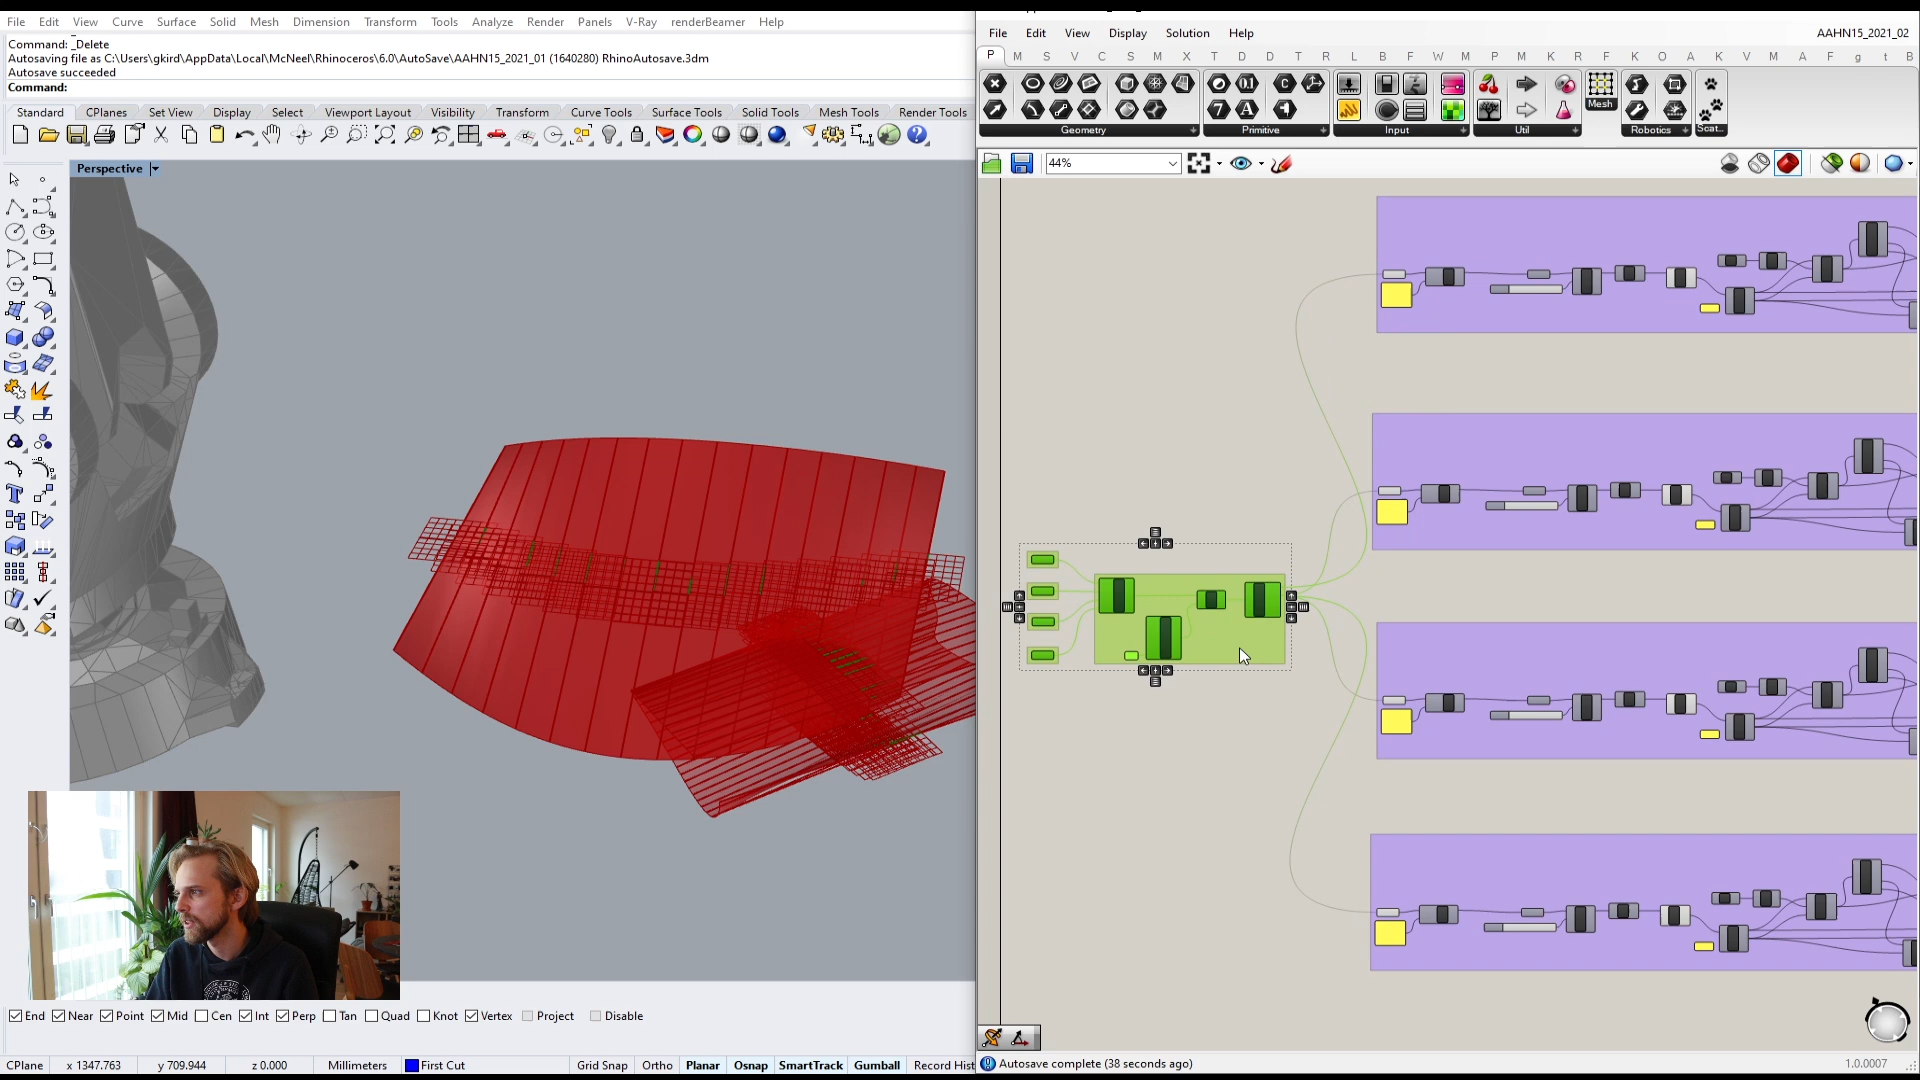 File Edit View Curve Surface Solid Mesh Dimension Transform Tools Analyze Render Panels V-Ray renderBeamer Help
Command: _Delete
Autosaving file as C:\Users\gkird\AppData\Local\McNeel\Rhinoceros\6.0\AutoSave\AAHN15_2021_01 (1640280) RhinoAutosave.3dm
Autosave succeeded
Command:
Standard CPlanes Set View Display Select Viewport Layout Visibility Transform Curve Tools Surface Tools Solid Tools Mesh Tools Render Tools
Perspective
File Edit View Display Solution Help AAHN15_2021_02
P M S V C S M X T D D T R L B F W M P M K R F K O A K V M A F g t B
Mesh
Geometry Primitive Input Util Robotics Scat...
44%
End Near Point Mid Cen Int Perp Tan Quad Knot Vertex Project Disable
CPlane x 1347.763 y 709.944 z 0.000 Millimeters First Cut Grid Snap Ortho Planar Osnap SmartTrack Gumball Record Hist
Autosave complete (38 seconds ago) 1.0.0007